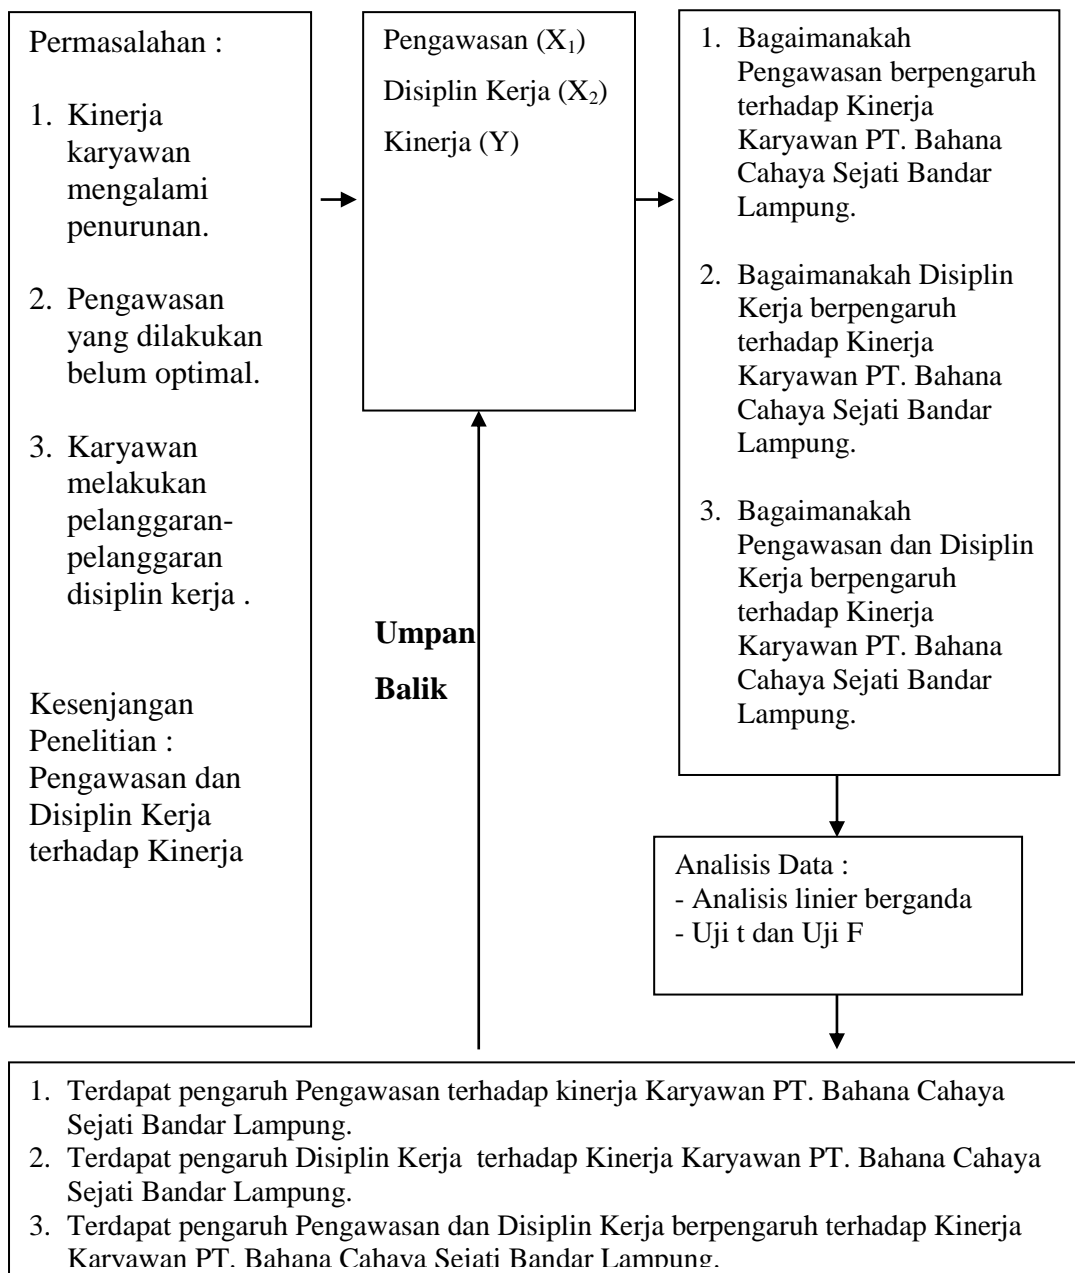 Permasalahan :
1. Kinerja
karyawan
mengalami
penurunan.
2. Pengawasan
yang dilakukan
belum optimal.
3. Karyawan
melakukan
pelanggaran-
pelanggaran
disiplin kerja .
Kesenjangan
Penelitian :
Pengawasan dan
Disiplin Kerja
terhadap Kinerja
Pengawasan (X₁)
Disiplin Kerja (X₂)
Kinerja (Y)
1. Bagaimanakah
Pengawasan berpengaruh
terhadap Kinerja
Karyawan PT. Bahana
Cahaya Sejati Bandar
Lampung.
2. Bagaimanakah Disiplin
Kerja berpengaruh
terhadap Kinerja
Karyawan PT. Bahana
Cahaya Sejati Bandar
Lampung.
3. Bagaimanakah
Pengawasan dan Disiplin
Kerja berpengaruh
terhadap Kinerja
Karyawan PT. Bahana
Cahaya Sejati Bandar
Lampung.
Umpan
Balik
Analisis Data :
- Analisis linier berganda
- Uji t dan Uji F
1. Terdapat pengaruh Pengawasan terhadap kinerja Karyawan PT. Bahana Cahaya
Sejati Bandar Lampung.
2. Terdapat pengaruh Disiplin Kerja terhadap Kinerja Karyawan PT. Bahana Cahaya
Sejati Bandar Lampung.
3. Terdapat pengaruh Pengawasan dan Disiplin Kerja berpengaruh terhadap Kinerja
Karyawan PT. Bahana Cahaya Sejati Bandar Lampung.